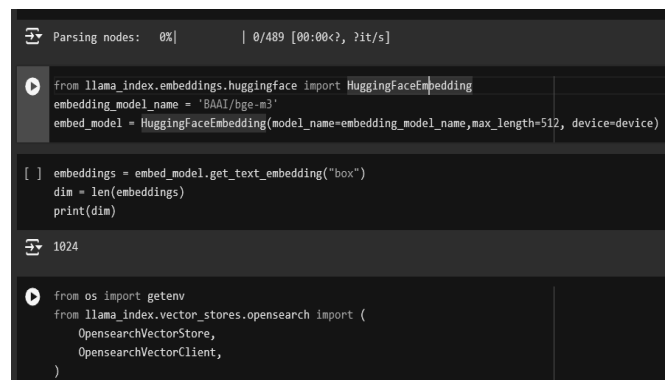 Parsing nodes:   0%|          | 0/489 [00:00<?, ?it/s]
from llama_index.embeddings.huggingface import HuggingFaceEmbedding
embedding_model_name = 'BAAI/bge-m3'
embed_model = HuggingFaceEmbedding(model_name=embedding_model_name,max_length=512, device=device)
[ ] embeddings = embed_model.get_text_embedding("box")
dim = len(embeddings)
print(dim)
1024
from os import getenv
from llama_index.vector_stores.opensearch import (
    OpensearchVectorStore,
    OpensearchVectorClient,
)